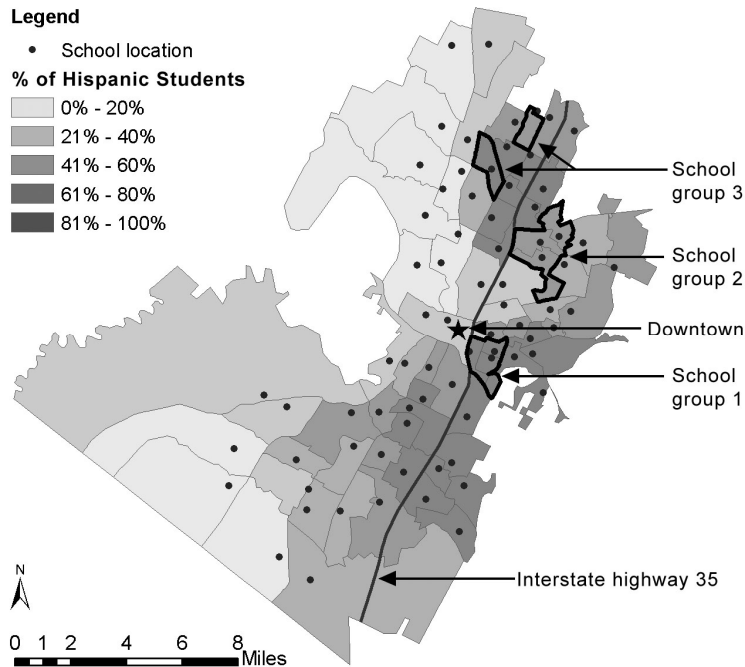 Legend
School location
% of Hispanic Students
0% - 20%
21% - 40%
41% - 60%
61% - 80%
81% - 100%
School
group 3
School
group 2
Downtown
School
group 1
Interstate highway 35
N
0 1 2 4 6 8
Miles